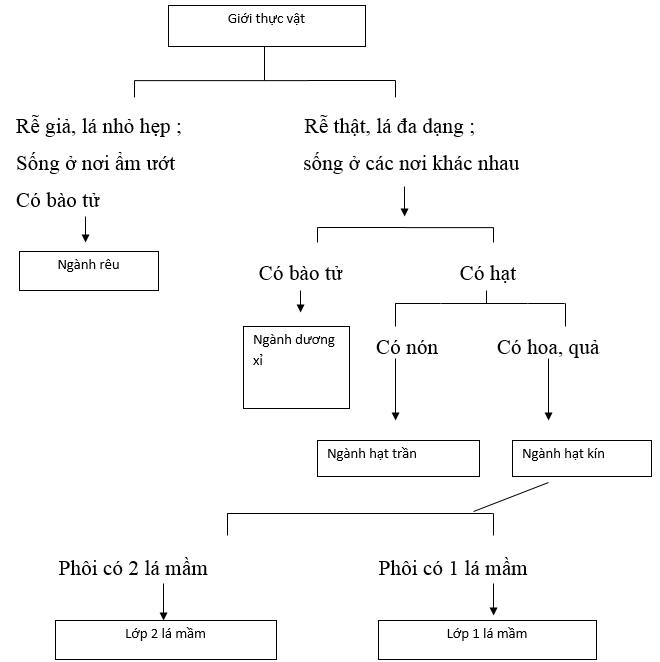 Giới thực vật
Rễ giả, lá nhỏ hẹp ;
Sống ở nơi ẩm ướt
Có bào tử
Rễ thật, lá đa dạng ;
sống ở các nơi khác nhau
Ngành rêu
Có bào tử
Có hạt
Ngành dương
xỉ
Có nón
Có hoa, quả
Ngành hạt trần
Ngành hạt kín
Phôi có 2 lá mầm
Phôi có 1 lá mầm
Lớp 2 lá mầm
Lớp 1 lá mầm